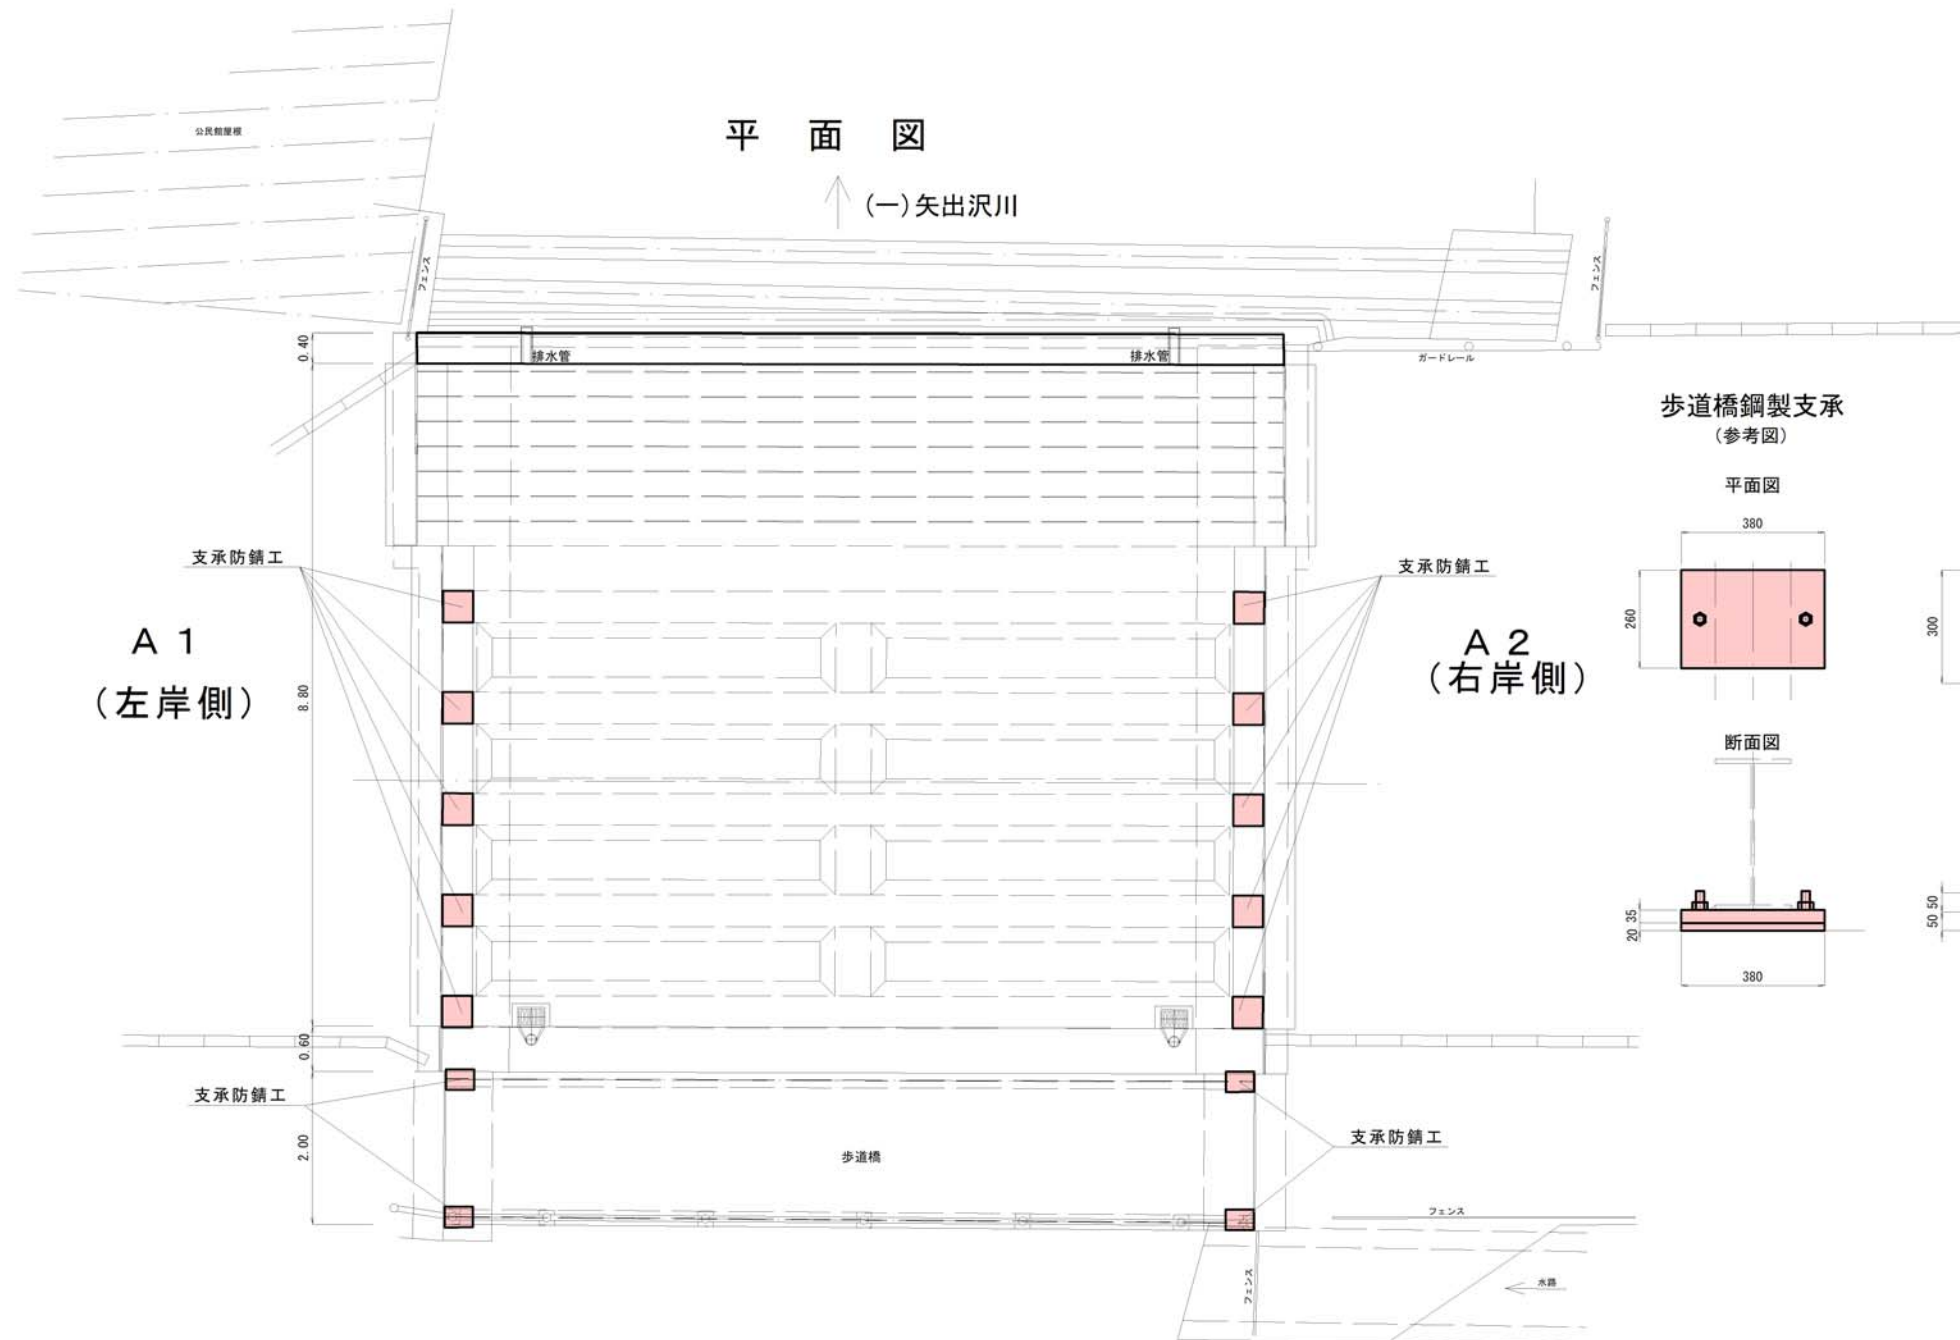 公民館屋根
平 面 図
(一)矢出沢川
フェンス
フェンス
0.40
排水管
排水管
ガードレール
歩道橋鋼製支承
(参考図)
平面図
380
260
300
支承防錆工
支承防錆工
A 1
(左岸側)
A 2
(右岸側)
8.80
断面図
35
20
50
50
380
0.60
支承防錆工
支承防錆工
2.00
歩道橋
フェンス
フェンス
水路